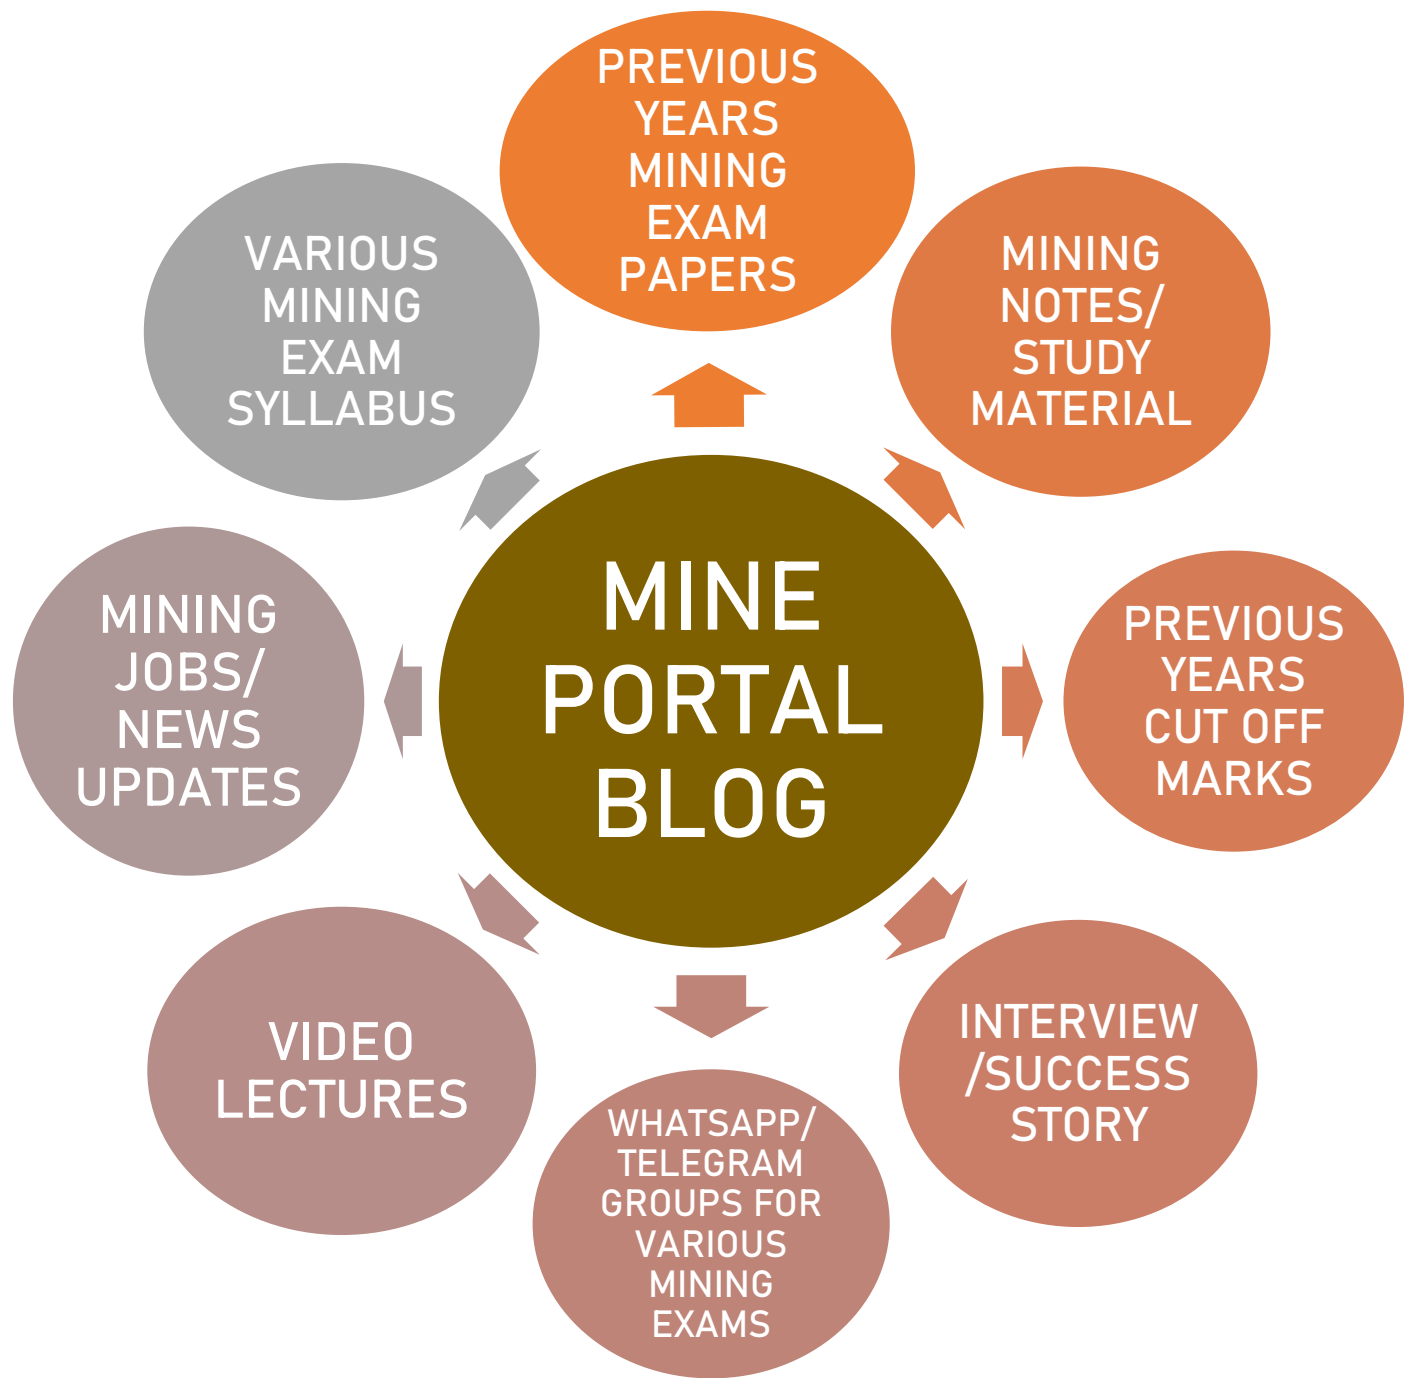 PREVIOUS
YEARS
MINING
EXAM
PAPERS
MINING
NOTES/
STUDY
MATERIAL
PREVIOUS
YEARS
CUT OFF
MARKS
INTERVIEW
/SUCCESS
STORY
WHATSAPP/
TELEGRAM
GROUPS FOR
VARIOUS
MINING
EXAMS
VIDEO
LECTURES
MINING
JOBS/
NEWS
UPDATES
VARIOUS
MINING
EXAM
SYLLABUS
MINE
PORTAL
BLOG